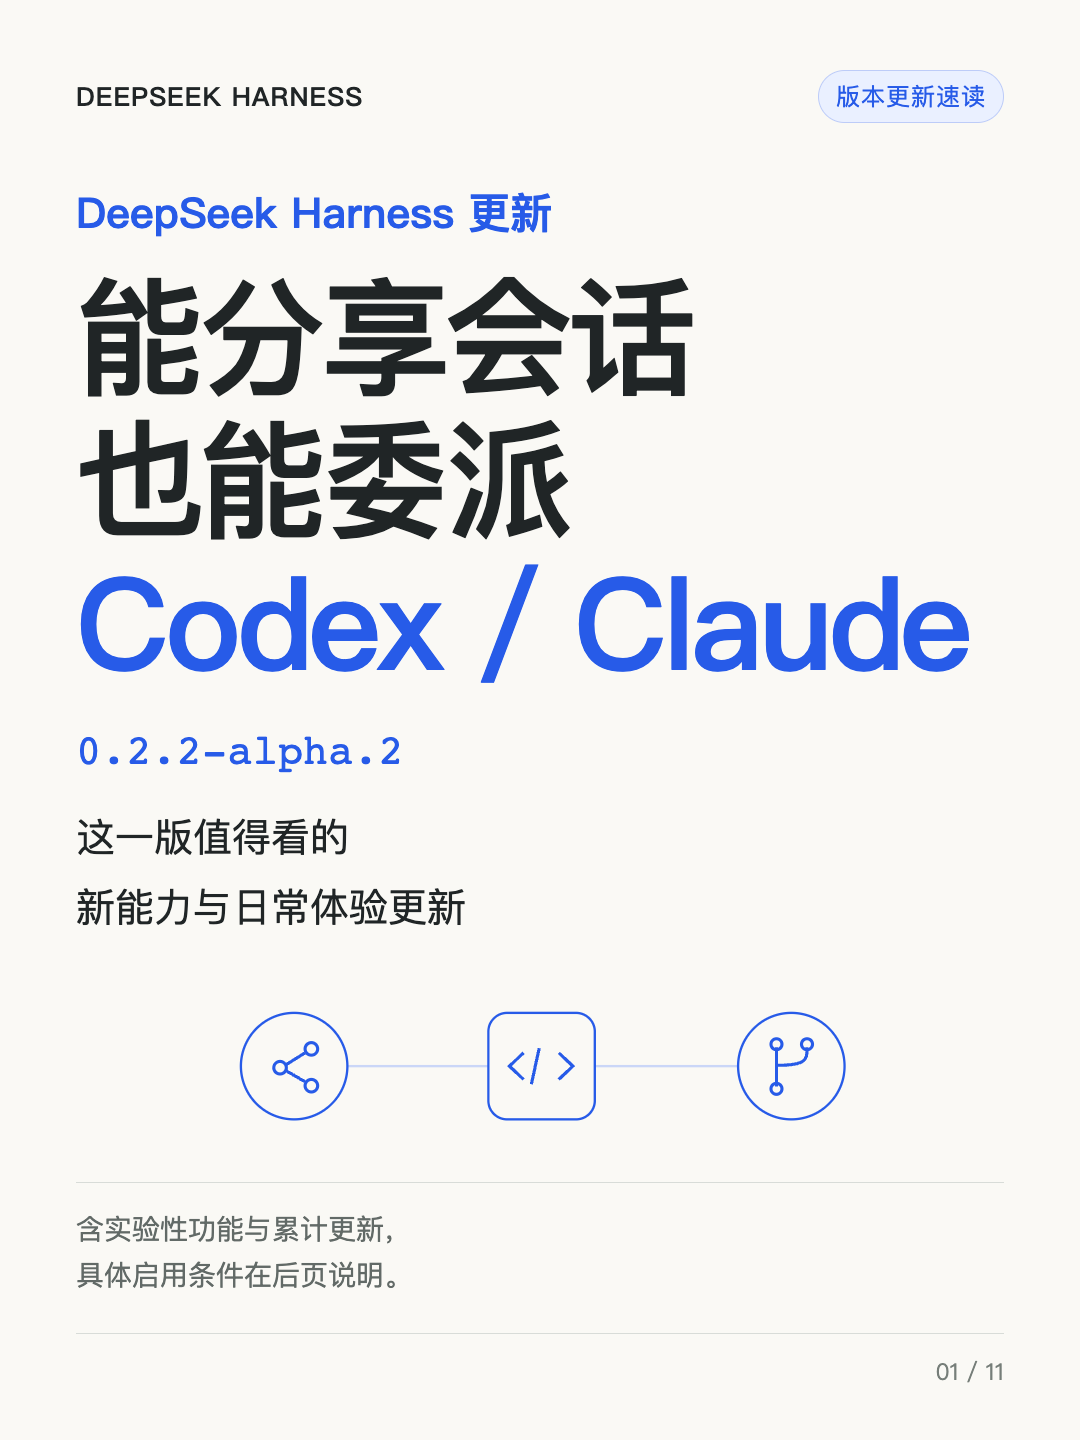 DEEPSEEK HARNESS
版本更新速读
DeepSeek Harness 更新
能分享会话
也能委派
Codex / Claude
0.2.2-alpha.2
这一版值得看的
新能力与日常体验更新
</>
含实验性功能与累计更新,
具体启用条件在后页说明。
01 / 11